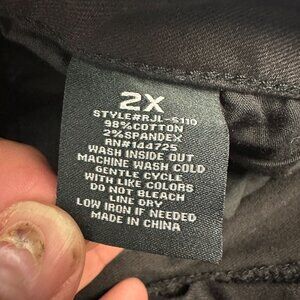 2X
STYLE#RJL-S110
98%COTTON
2%SPANDEX
RN#144725
WASH INSIDE OUT
MACHINE WASH COLD
GENTLE CYCLE
WITH LIKE COLORS
DO NOT BLEACH
LINE DRY
LOW IRON IF NEEDED
MADE IN CHINA